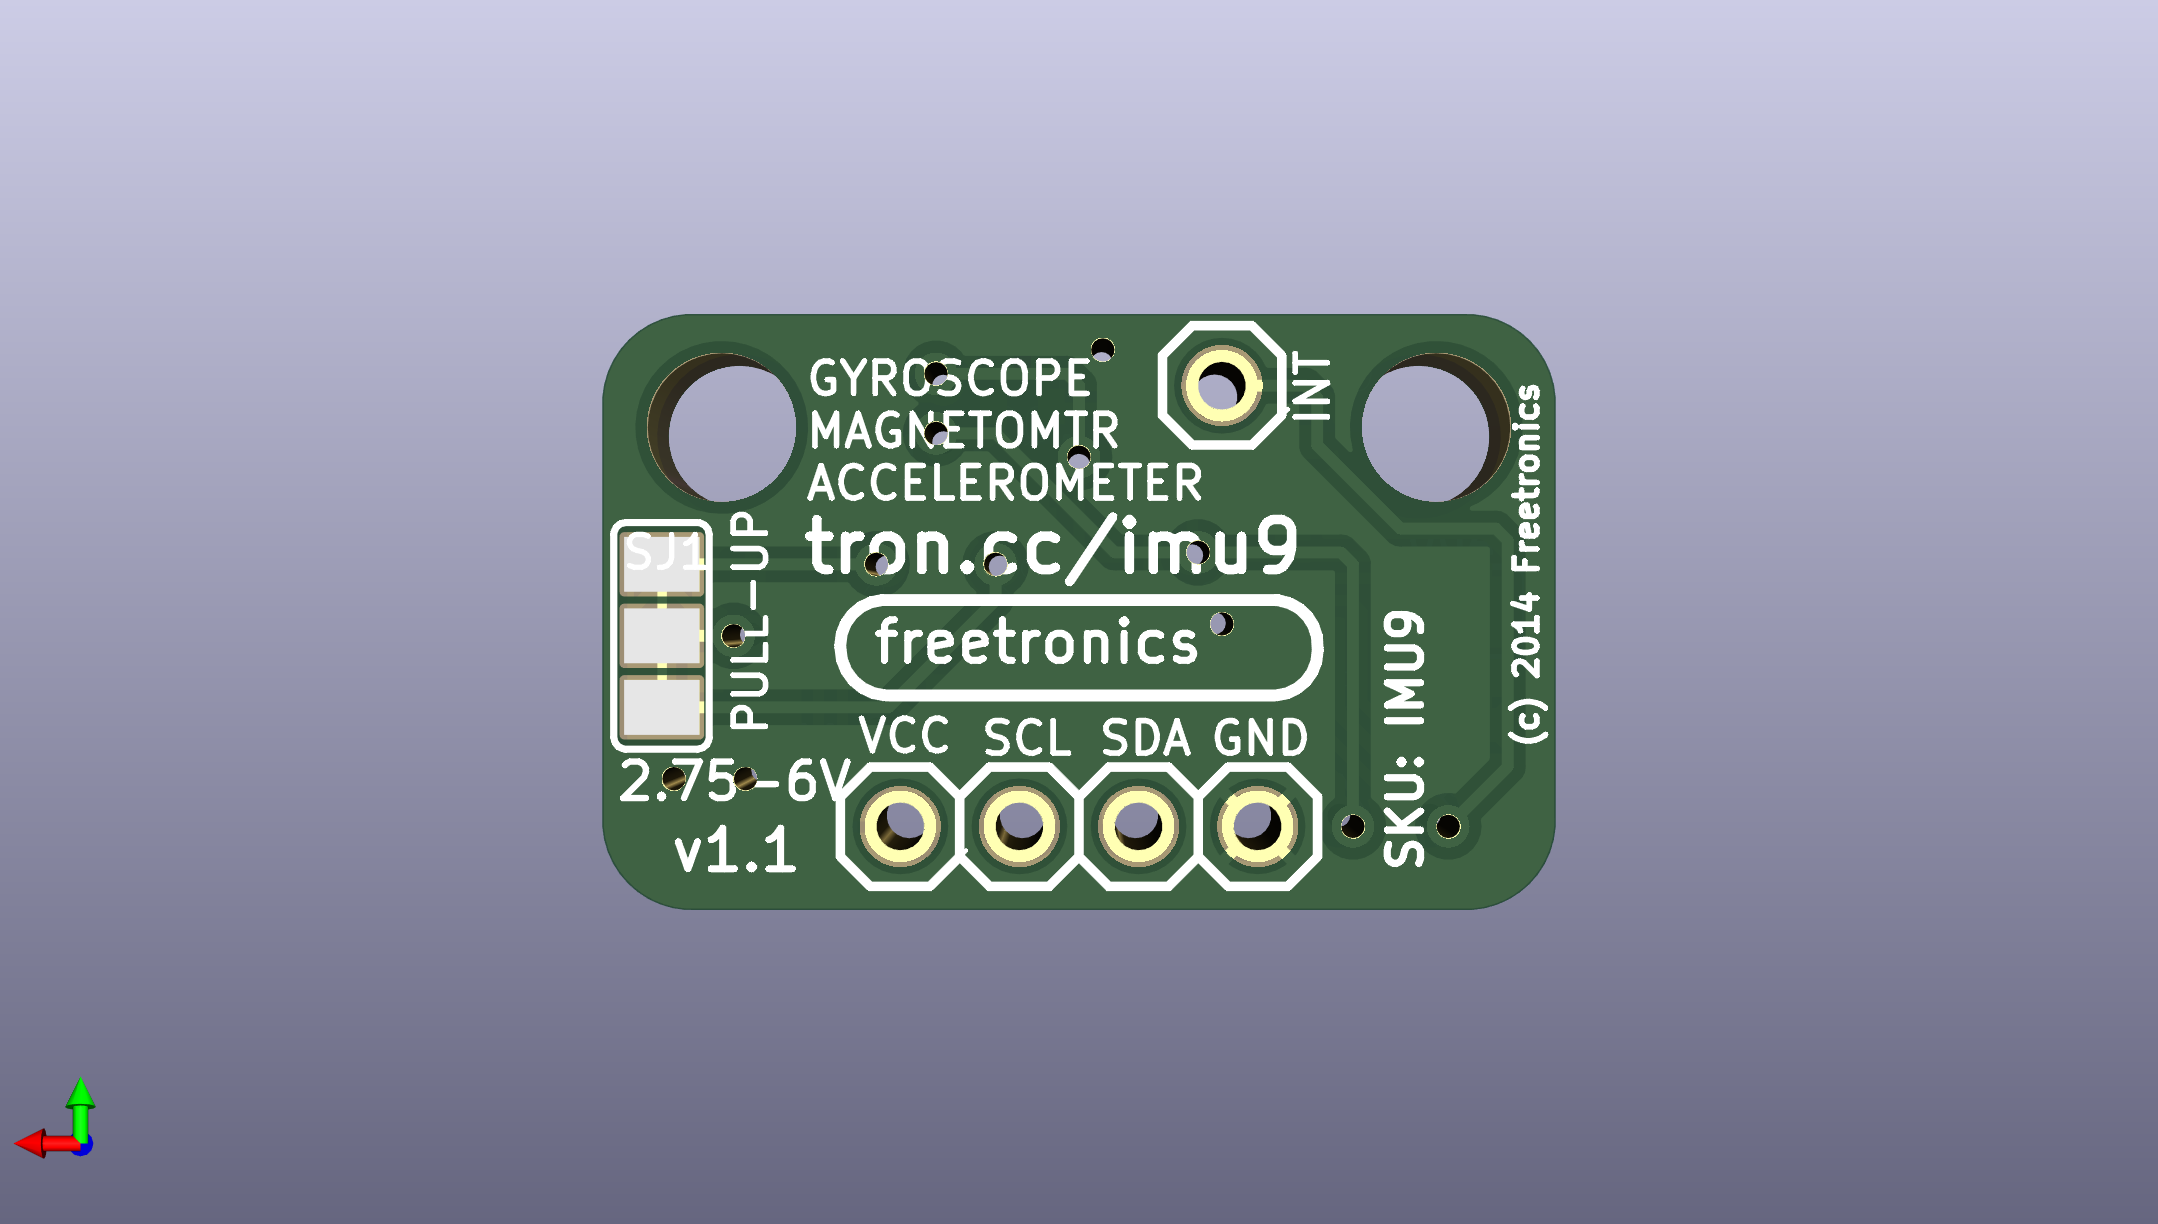 GYROSCOPE
MAGNETOMTR
ACCELEROMETER
INT
tron.cc/imu9
SJ1
PULL-UP
freetronics
VCC SCL SDA GND
2.75-6V
v1.1
SKU: IMU9
(c) 2014 Freetronics